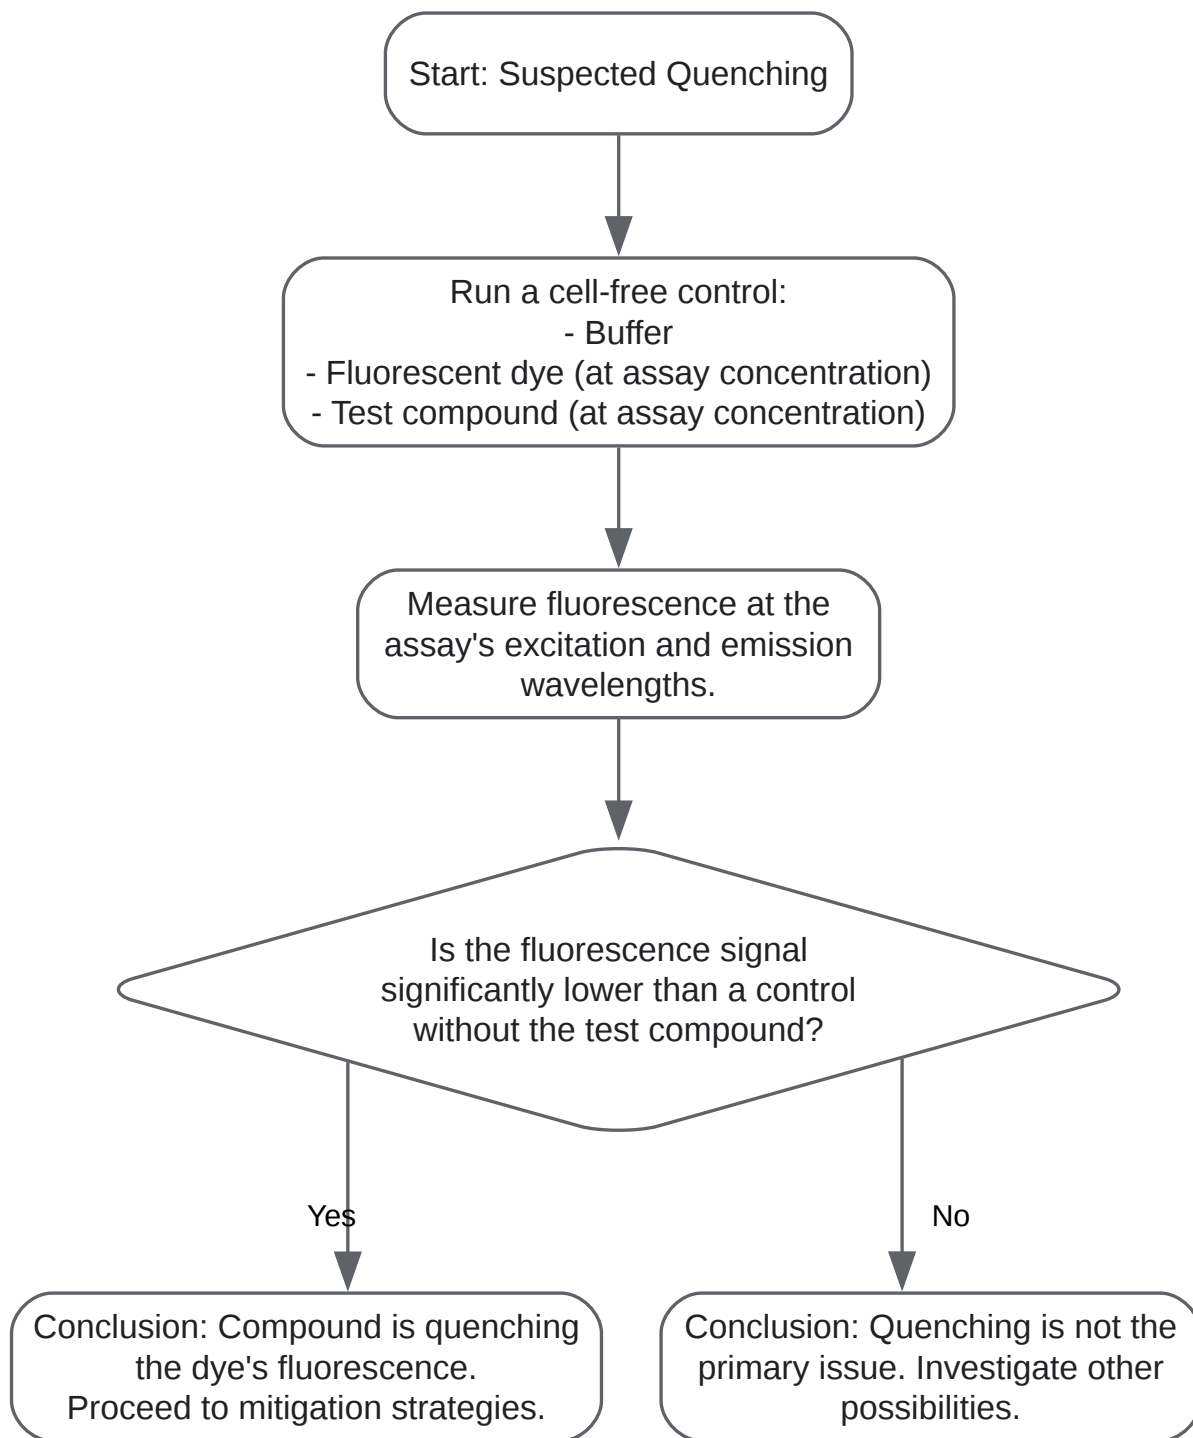 Start: Suspected Quenching
Run a cell-free control:
- Buffer
- Fluorescent dye (at assay concentration)
- Test compound (at assay concentration)
Measure fluorescence at the
assay's excitation and emission
wavelengths.
Is the fluorescence signal
significantly lower than a control
without the test compound?
Yes
No
Conclusion: Compound is quenching
the dye's fluorescence.
Proceed to mitigation strategies.
Conclusion: Quenching is not the
primary issue. Investigate other
possibilities.